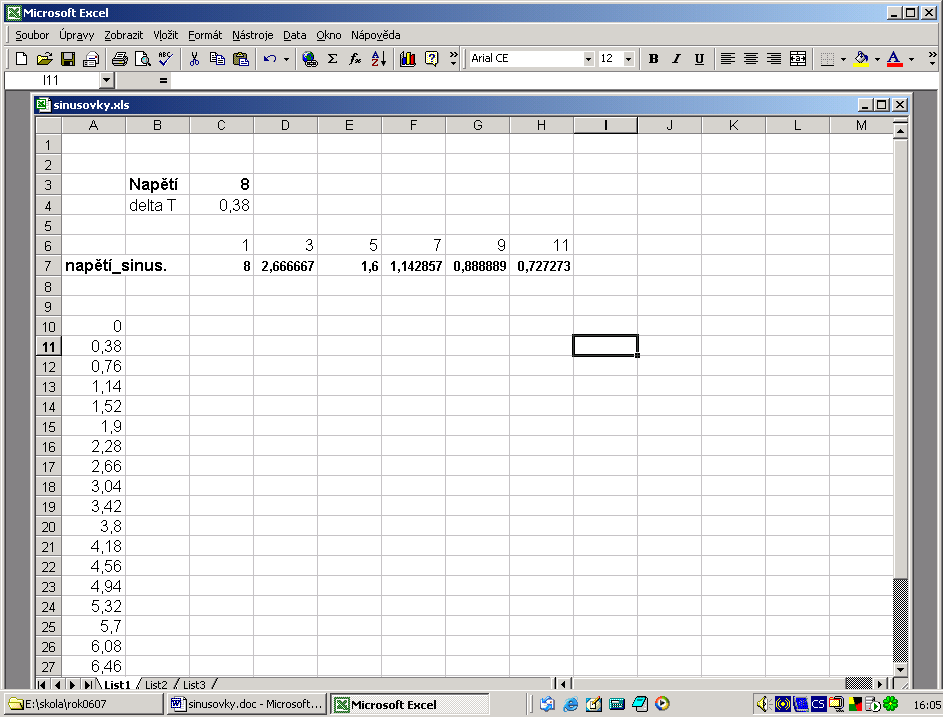 Microsoft Excel
Soubor Úpravy Zobrazit Vložit Formát Nástroje Data Okno Nápověda
Arial CE 12 B I U
I11 =
sinusovky.xls
A B C D E F G H I J K L M
1
2
3 Napětí 8
4 delta T 0,38
5
6 1 3 5 7 9 11
7 napětí_sinus. 8 2,666667 1,6 1,142857 0,888889 0,727273
8
9
10 0
11 0,38
12 0,76
13 1,14
14 1,52
15 1,9
16 2,28
17 2,66
18 3,04
19 3,42
20 3,8
21 4,18
22 4,56
23 4,94
24 5,32
25 5,7
26 6,08
27 6,46
List1 List2 List3
E:\skola\rok0607 sinusovky.doc - Microsoft... Microsoft Excel CS 16:05